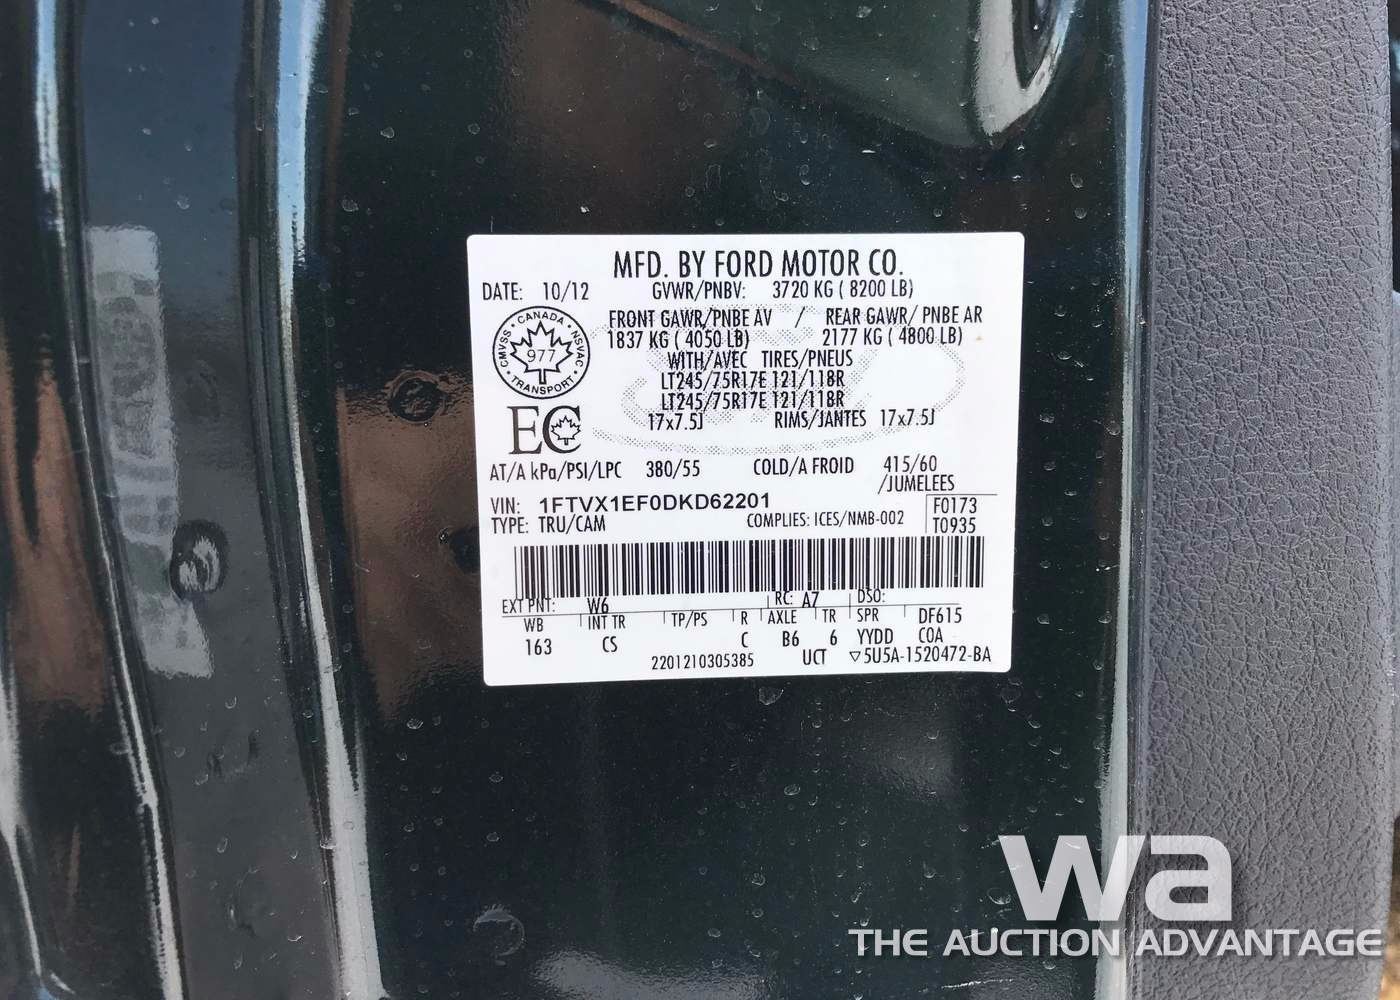 MFD. BY FORD MOTOR CO.
DATE: 10/12 GVWR/PNBV: 3720 KG ( 8200 LB)
FRONT GAWR/PNBE AV / REAR GAWR/ PNBE AR
1837 KG ( 4050 LB) 2177 KG ( 4800 LB)
WITH/AVEC TIRES/PNEUS
LT245/75R17E 121/118R
LT245/75R17E 121/118R
17x7.5J RIMS/JANTES 17x7.5J
CANADA
CMVSS NSVAC
977
TRANSPORT
EC
AT/A kPa/PSI/LPC 380/55 COLD/A FROID 415/60
/JUMELEES
VIN: 1FTVX1EF0DKD62201 F0173
TYPE: TRU/CAM COMPLIES: ICES/NMB-002 T0935
EXT PNT: W6 RC: A7 DSO:
WB INT TR TP/PS R AXLE TR SPR DF615
163 CS C B6 6 YYDD COA
2201210305385 UCT ▽5U5A-1520472-BA
wa
THE AUCTION ADVANTAGE